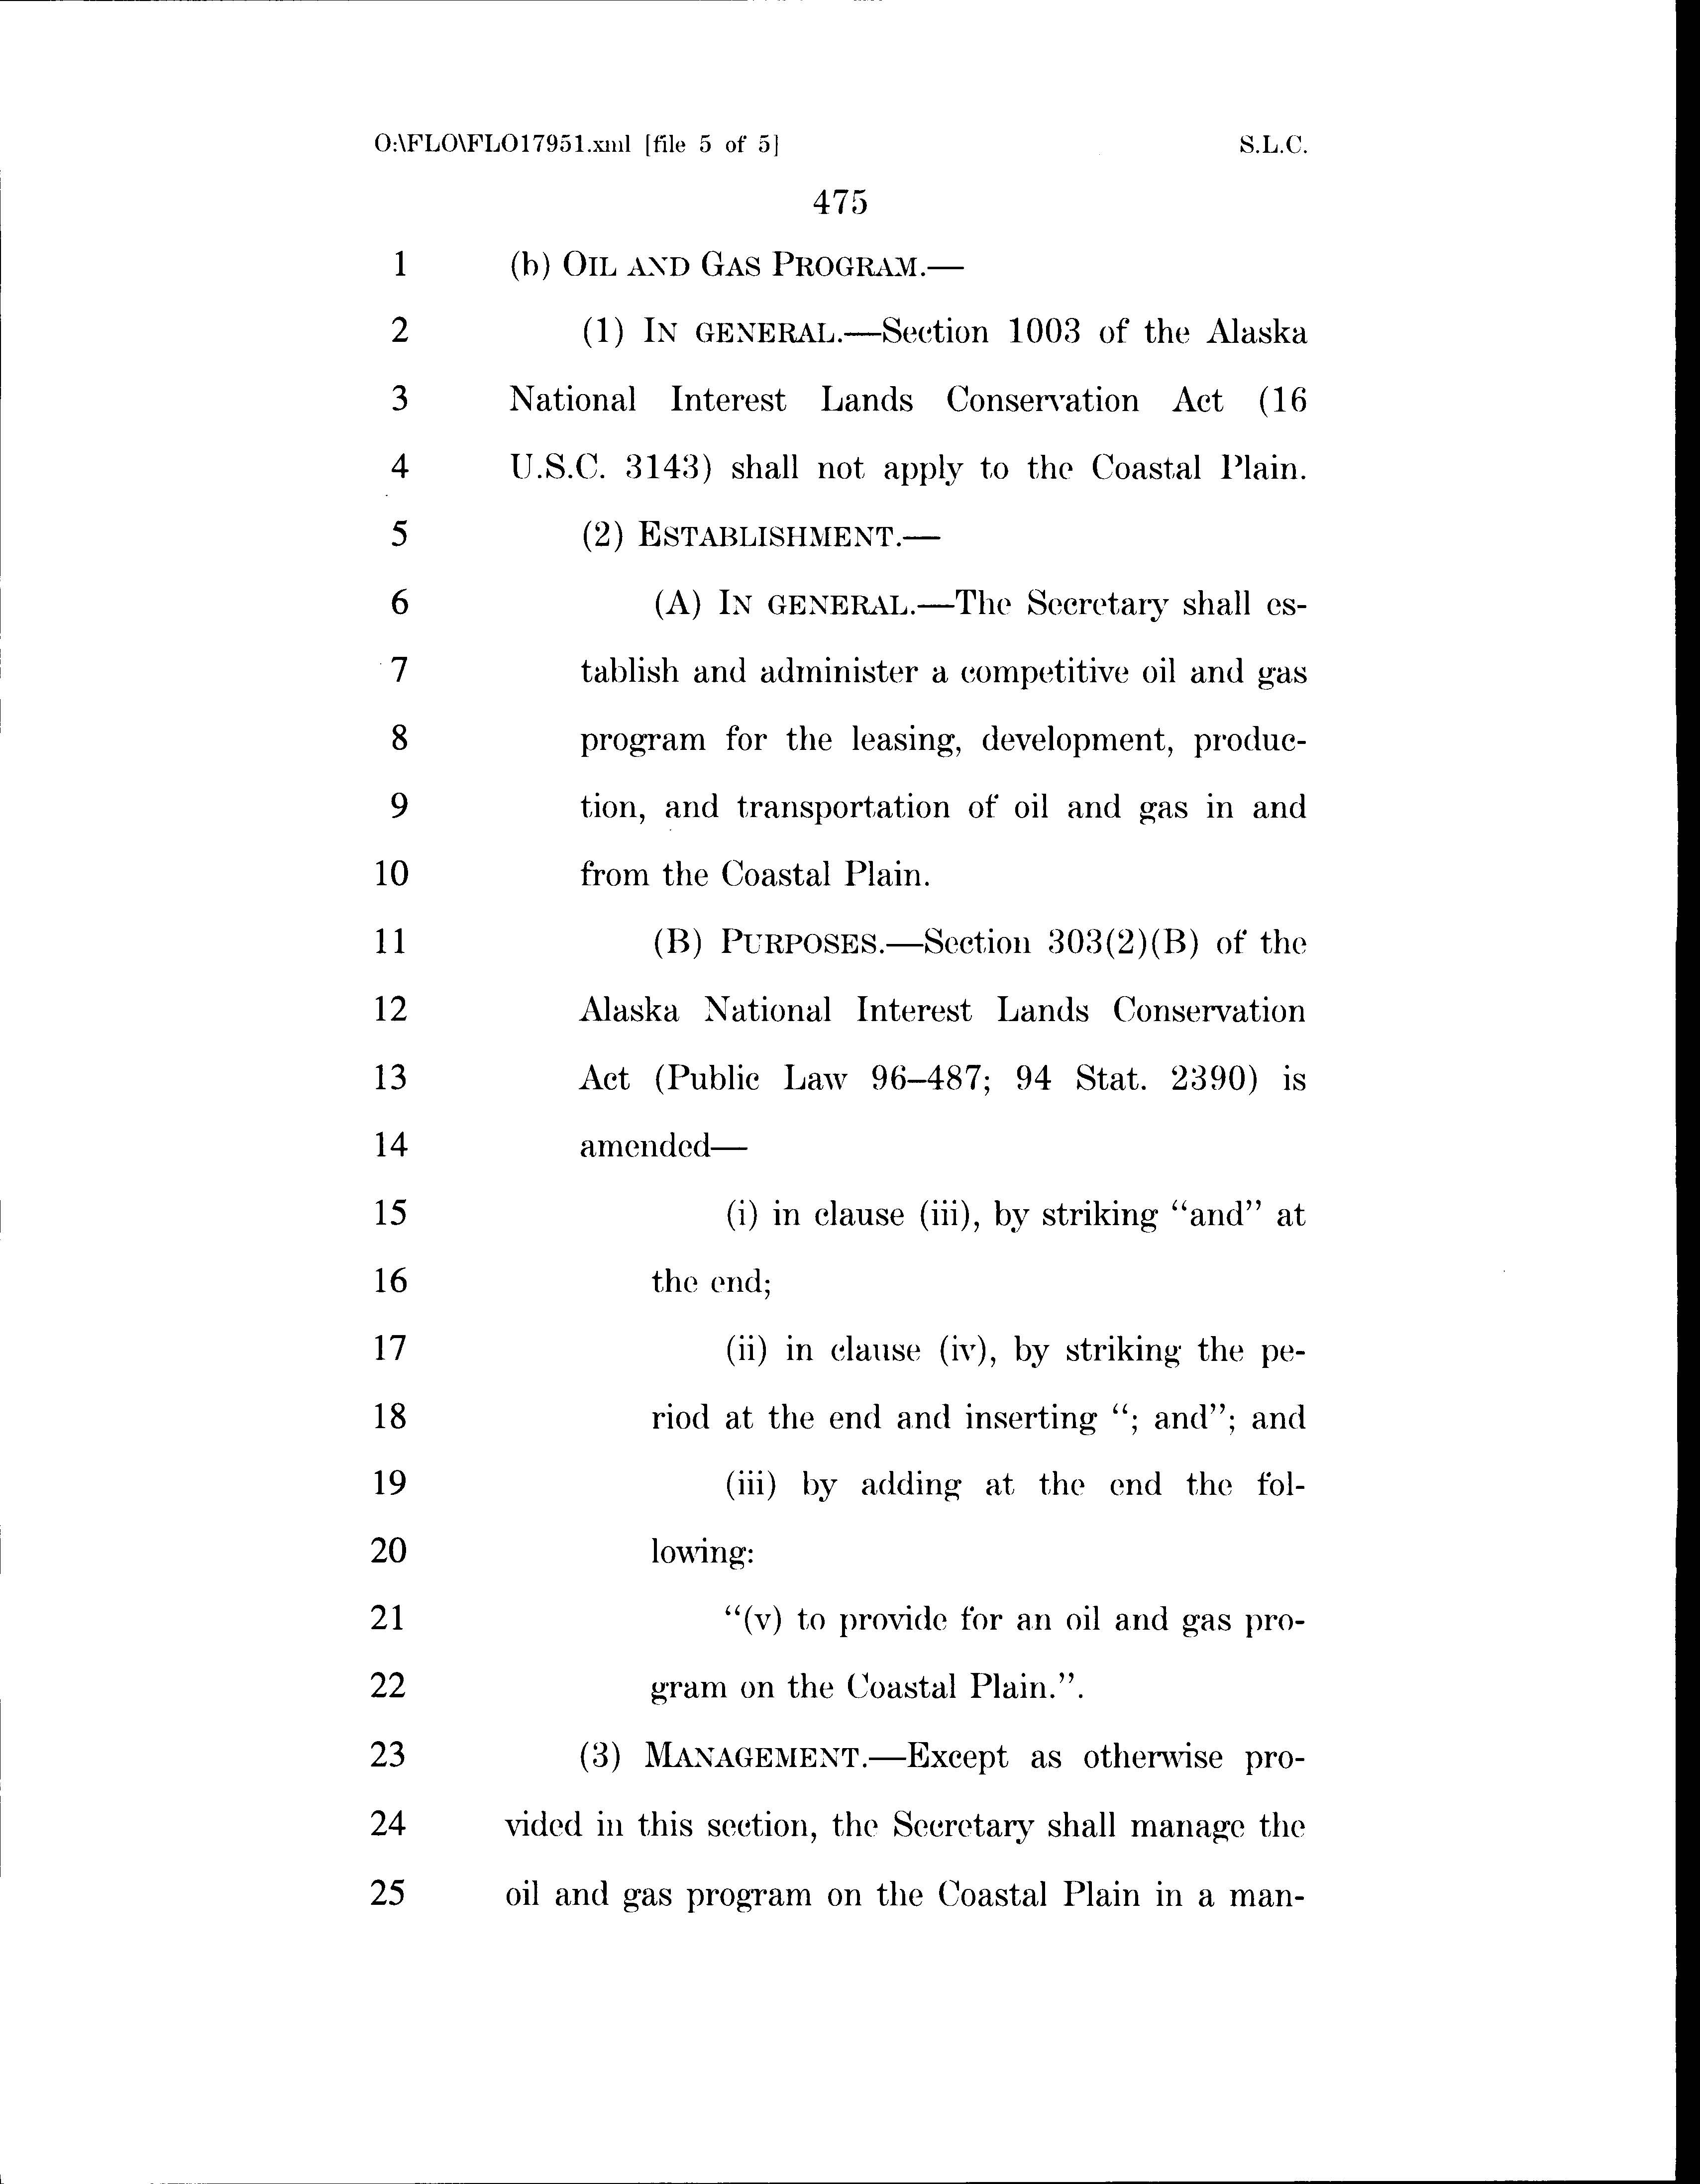 O:\FLO\FLO17951.xml [file 5 of 5] S.L.C.
475
1 (b) OIL AND GAS PROGRAM.—
2 (1) IN GENERAL.—Section 1003 of the Alaska
3 National Interest Lands Conservation Act (16
4 U.S.C. 3143) shall not apply to the Coastal Plain.
5 (2) ESTABLISHMENT.—
6 (A) IN GENERAL.—The Secretary shall es-
7 tablish and administer a competitive oil and gas
8 program for the leasing, development, produc-
9 tion, and transportation of oil and gas in and
10 from the Coastal Plain.
11 (B) PURPOSES.—Section 303(2)(B) of the
12 Alaska National Interest Lands Conservation
13 Act (Public Law 96–487; 94 Stat. 2390) is
14 amended—
15 (i) in clause (iii), by striking “and” at
16 the end;
17 (ii) in clause (iv), by striking the pe-
18 riod at the end and inserting “; and”; and
19 (iii) by adding at the end the fol-
20 lowing:
21 “(v) to provide for an oil and gas pro-
22 gram on the Coastal Plain.”.
23 (3) MANAGEMENT.—Except as otherwise pro-
24 vided in this section, the Secretary shall manage the
25 oil and gas program on the Coastal Plain in a man-